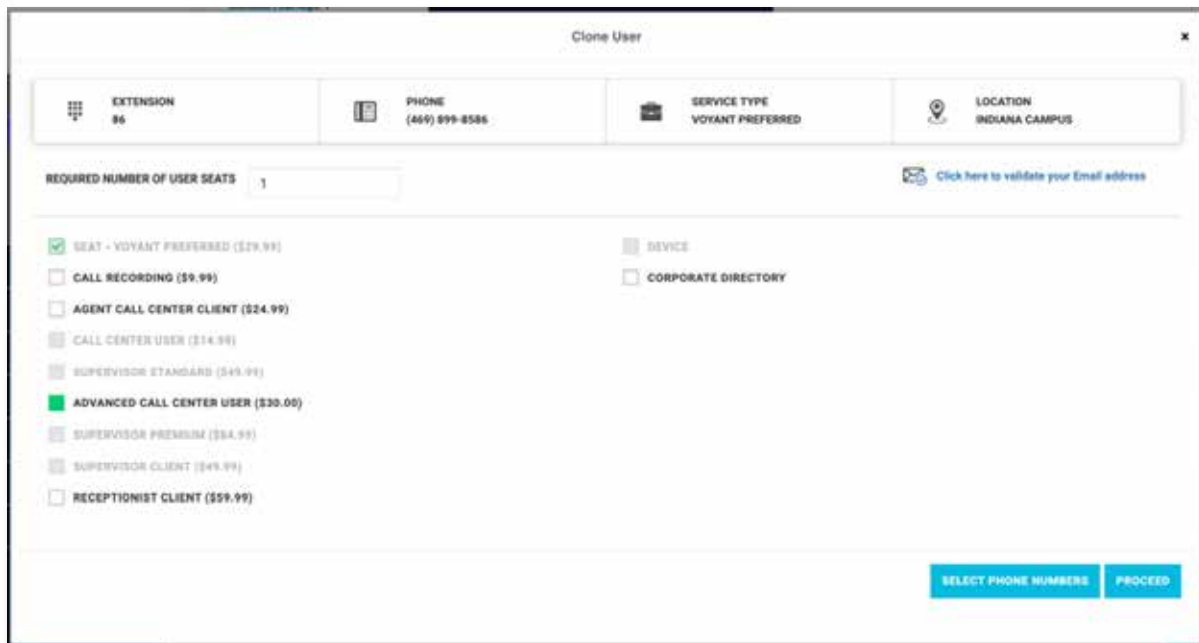 Clone User
x
EXTENSION
86
PHONE
(469) 899-8586
SERVICE TYPE
VOYANT PREFERRED
LOCATION
INDIANA CAMPUS
REQUIRED NUMBER OF USER SEATS 1
Click here to validate your Email address
SEAT - VOYANT PREFERRED ($29.99)
CALL RECORDING ($9.99)
AGENT CALL CENTER CLIENT ($24.99)
CALL CENTER USER ($14.99)
SUPERVISOR STANDARD ($49.99)
ADVANCED CALL CENTER USER ($30.00)
SUPERVISOR PREMIUM ($64.99)
SUPERVISOR CLIENT ($49.99)
RECEPTIONIST CLIENT ($59.99)
DEVICE
CORPORATE DIRECTORY
SELECT PHONE NUMBERS
PROCEED